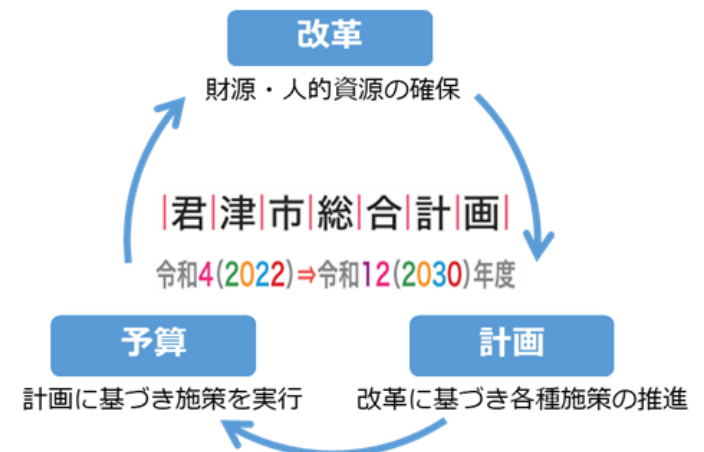 改革
財源・人的資源の確保
|君|津|市|総|合|計|画|
令和4(2022)⇒令和12(2030)年度
予算
計画に基づき施策を実行
計画
改革に基づき各種施策の推進